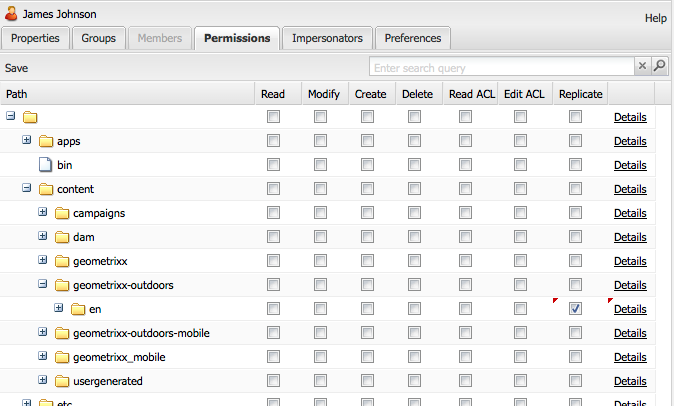 James Johnson
Help
Properties Groups Members Permissions Impersonators Preferences
Save Enter search query
Path Read Modify Create Delete Read ACL Edit ACL Replicate
Details
apps Details
bin Details
content Details
campaigns Details
dam Details
geometrixx Details
geometrixx-outdoors Details
en Details
geometrixx-outdoors-mobile Details
geometrixx_mobile Details
usergenerated Details
etc Details